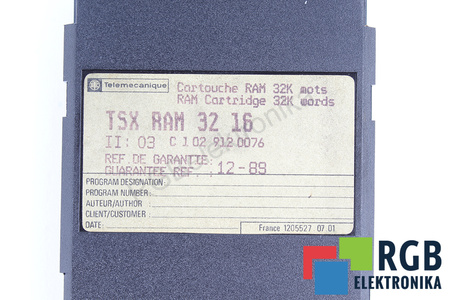 Telemecanique
Cartouche RAM 32K mots
RAM Cartridge 32K words
TSX RAM 32 16
II: 03 C 1 02 912 0076
REF.DE GARANTIE:
GUARANTEE REF: , 12-89
PROGRAM DESIGNATION:
PROGRAM NUMBER:
AUTEUR/AUTHOR
CLIENT/CUSTOMER
DATE:
France 1205527 07.01
RGB
ELEKTRONIKA